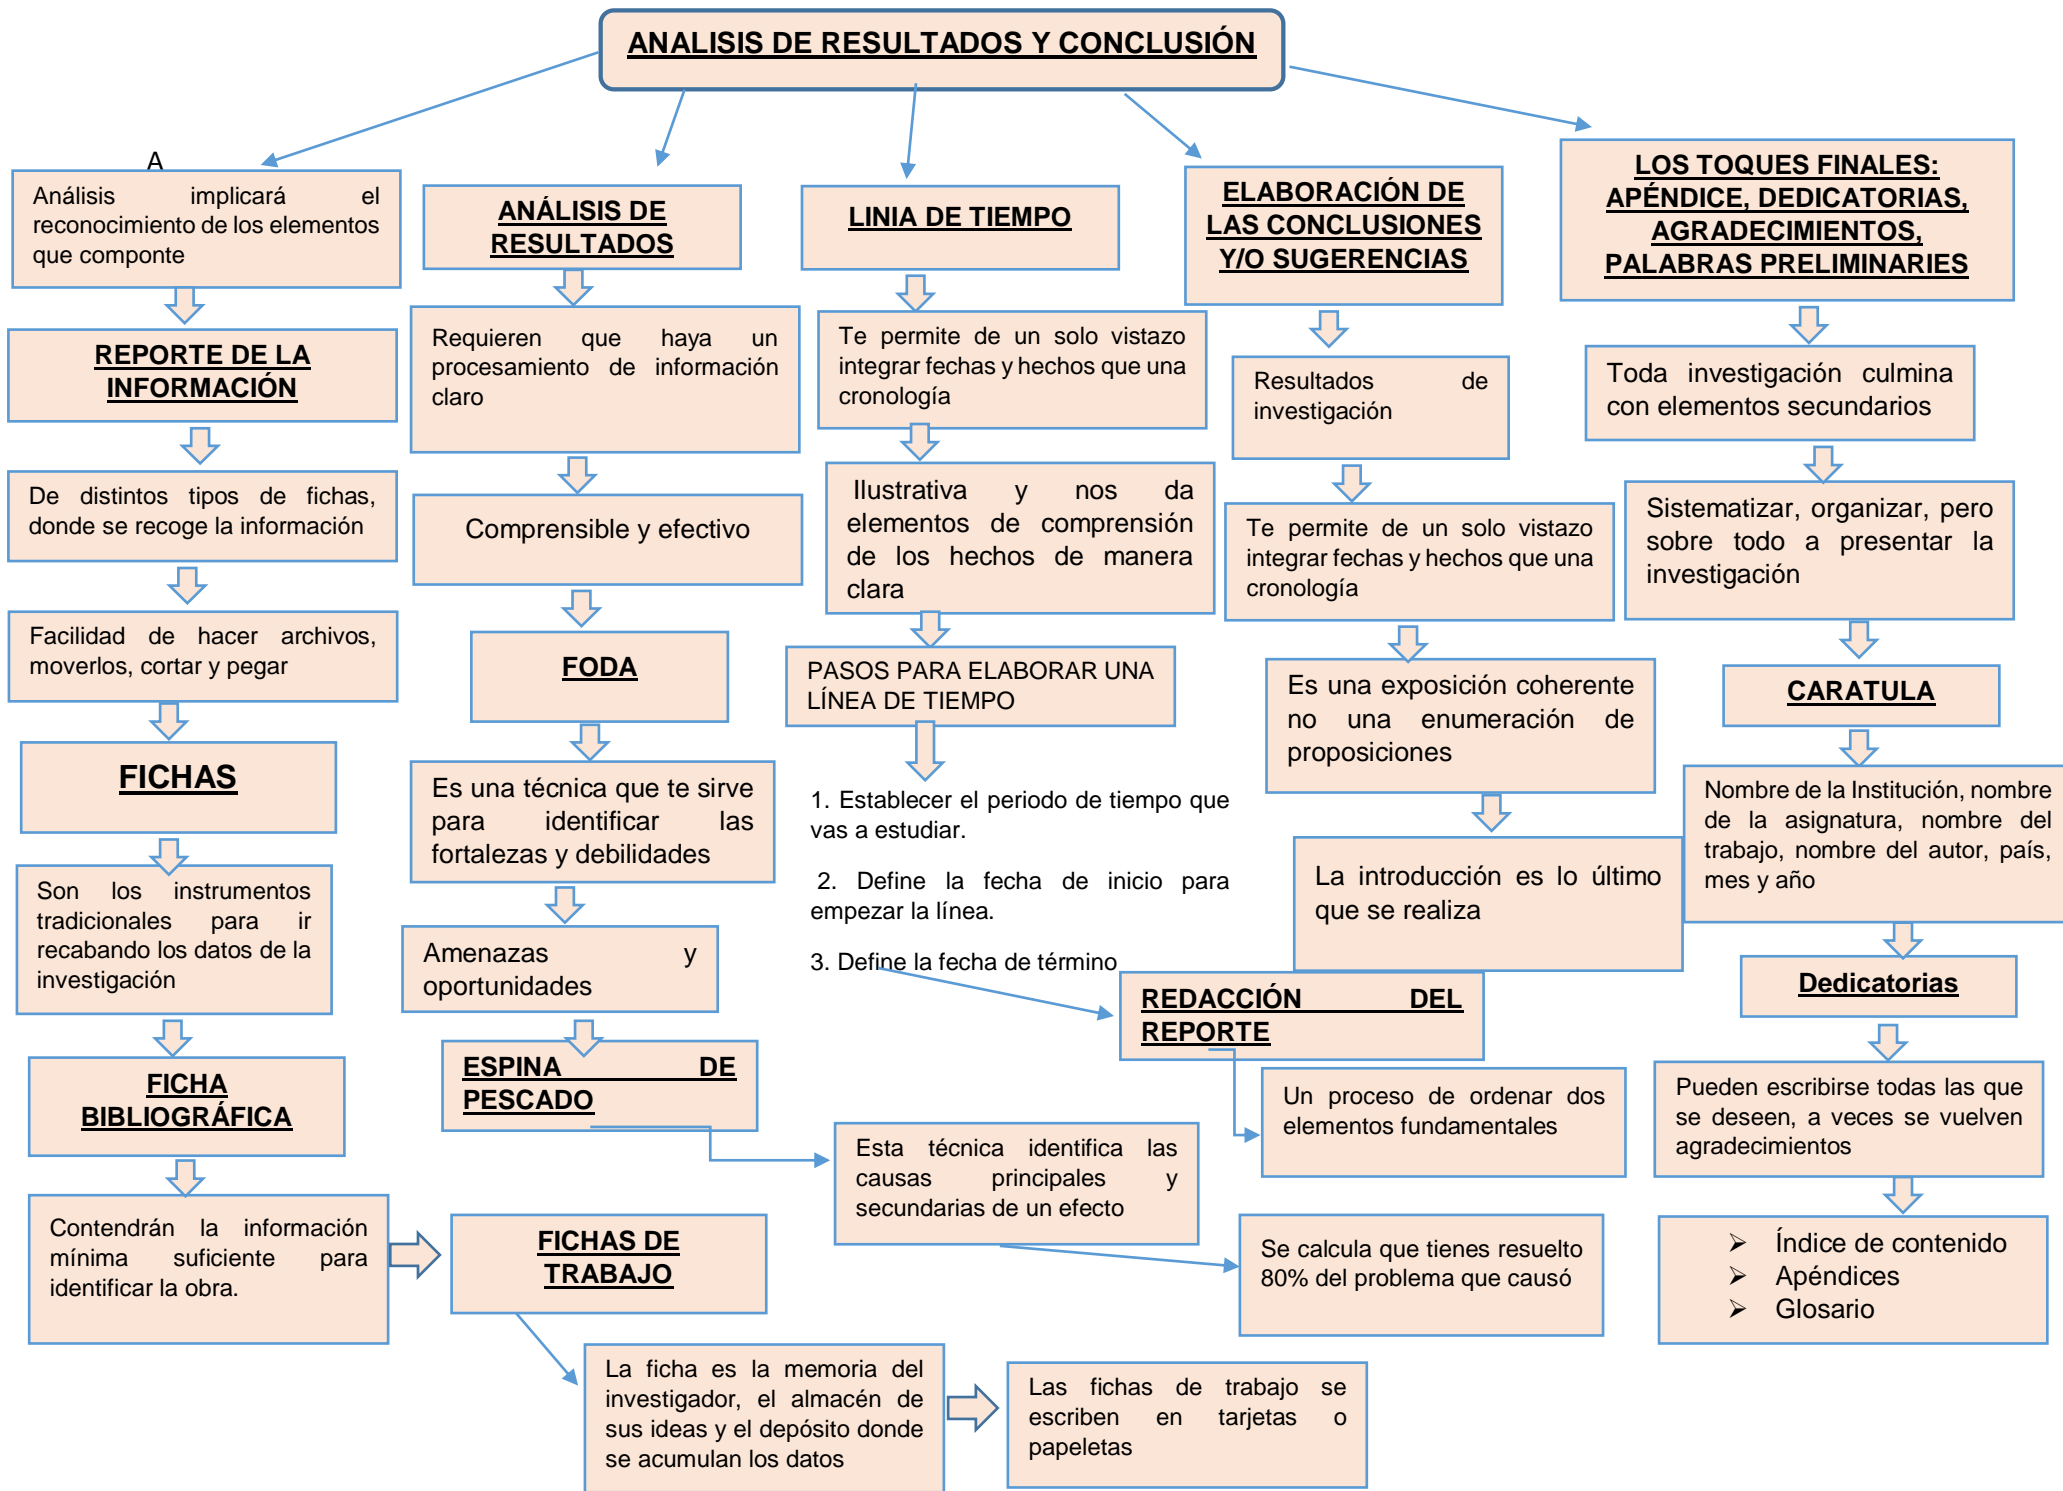 ANALISIS DE RESULTADOS Y CONCLUSIÓN
A
Análisis implicará el
reconocimiento de los elementos
que componte
REPORTE DE LA
INFORMACIÓN
De distintos tipos de fichas,
donde se recoge la información
Facilidad de hacer archivos,
moverlos, cortar y pegar
FICHAS
Son los instrumentos
tradicionales para ir
recabando los datos de la
investigación
FICHA
BIBLIOGRÁFICA
Contendrán la información
mínima suficiente para
identificar la obra.
FICHAS DE
TRABAJO
La ficha es la memoria del
investigador, el almacén de
sus ideas y el depósito donde
se acumulan los datos
Las fichas de trabajo se
escriben en tarjetas o
papeletas
ANÁLISIS DE
RESULTADOS
Requieren que haya un
procesamiento de información
claro
Comprensible y efectivo
FODA
Es una técnica que te sirve
para identificar las
fortalezas y debilidades
Amenazas y
oportunidades
ESPINA DE
PESCADO
Esta técnica identifica las
causas principales y
secundarias de un efecto
Se calcula que tienes resuelto
80% del problema que causó
LINIA DE TIEMPO
Te permite de un solo vistazo
integrar fechas y hechos que una
cronología
Ilustrativa y nos da
elementos de comprensión
de los hechos de manera
clara
PASOS PARA ELABORAR UNA
LÍNEA DE TIEMPO
1. Establecer el periodo de tiempo que
vas a estudiar.
2. Define la fecha de inicio para
empezar la línea.
3. Define la fecha de término
REDACCIÓN DEL
REPORTE
Un proceso de ordenar dos
elementos fundamentales
ELABORACIÓN DE
LAS CONCLUSIONES
Y/O SUGERENCIAS
Resultados de
investigación
Te permite de un solo vistazo
integrar fechas y hechos que una
cronología
Es una exposición coherente
no una enumeración de
proposiciones
La introducción es lo último
que se realiza
LOS TOQUES FINALES:
APÉNDICE, DEDICATORIAS,
AGRADECIMIENTOS,
PALABRAS PRELIMINARIES
Toda investigación culmina
con elementos secundarios
Sistematizar, organizar, pero
sobre todo a presentar la
investigación
CARATULA
Nombre de la Institución, nombre
de la asignatura, nombre del
trabajo, nombre del autor, país,
mes y año
Dedicatorias
Pueden escribirse todas las que
se deseen, a veces se vuelven
agradecimientos
➢ Índice de contenido
➢ Apéndices
➢ Glosario